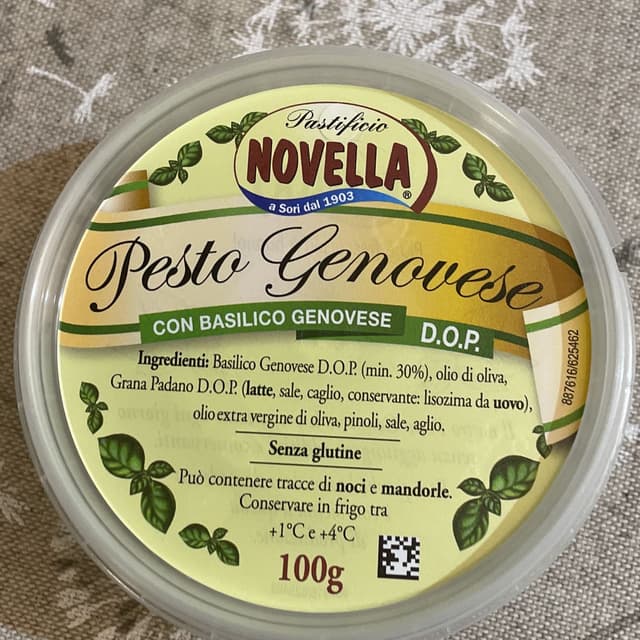 Pastificio
NOVELLA®
a Sori dal 1903
Pesto Genovese
CON BASILICO GENOVESE D.O.P.
Ingredienti: Basilico Genovese D.O.P. (min. 30%), olio di oliva,
Grana Padano D.O.P. (latte, sale, caglio, conservante: lisozima da uovo),
olio extra vergine di oliva, pinoli, sale, aglio.
Senza glutine
Può contenere tracce di noci e mandorle.
Conservare in frigo tra
+1°C e +4°C
100g
887616/625462